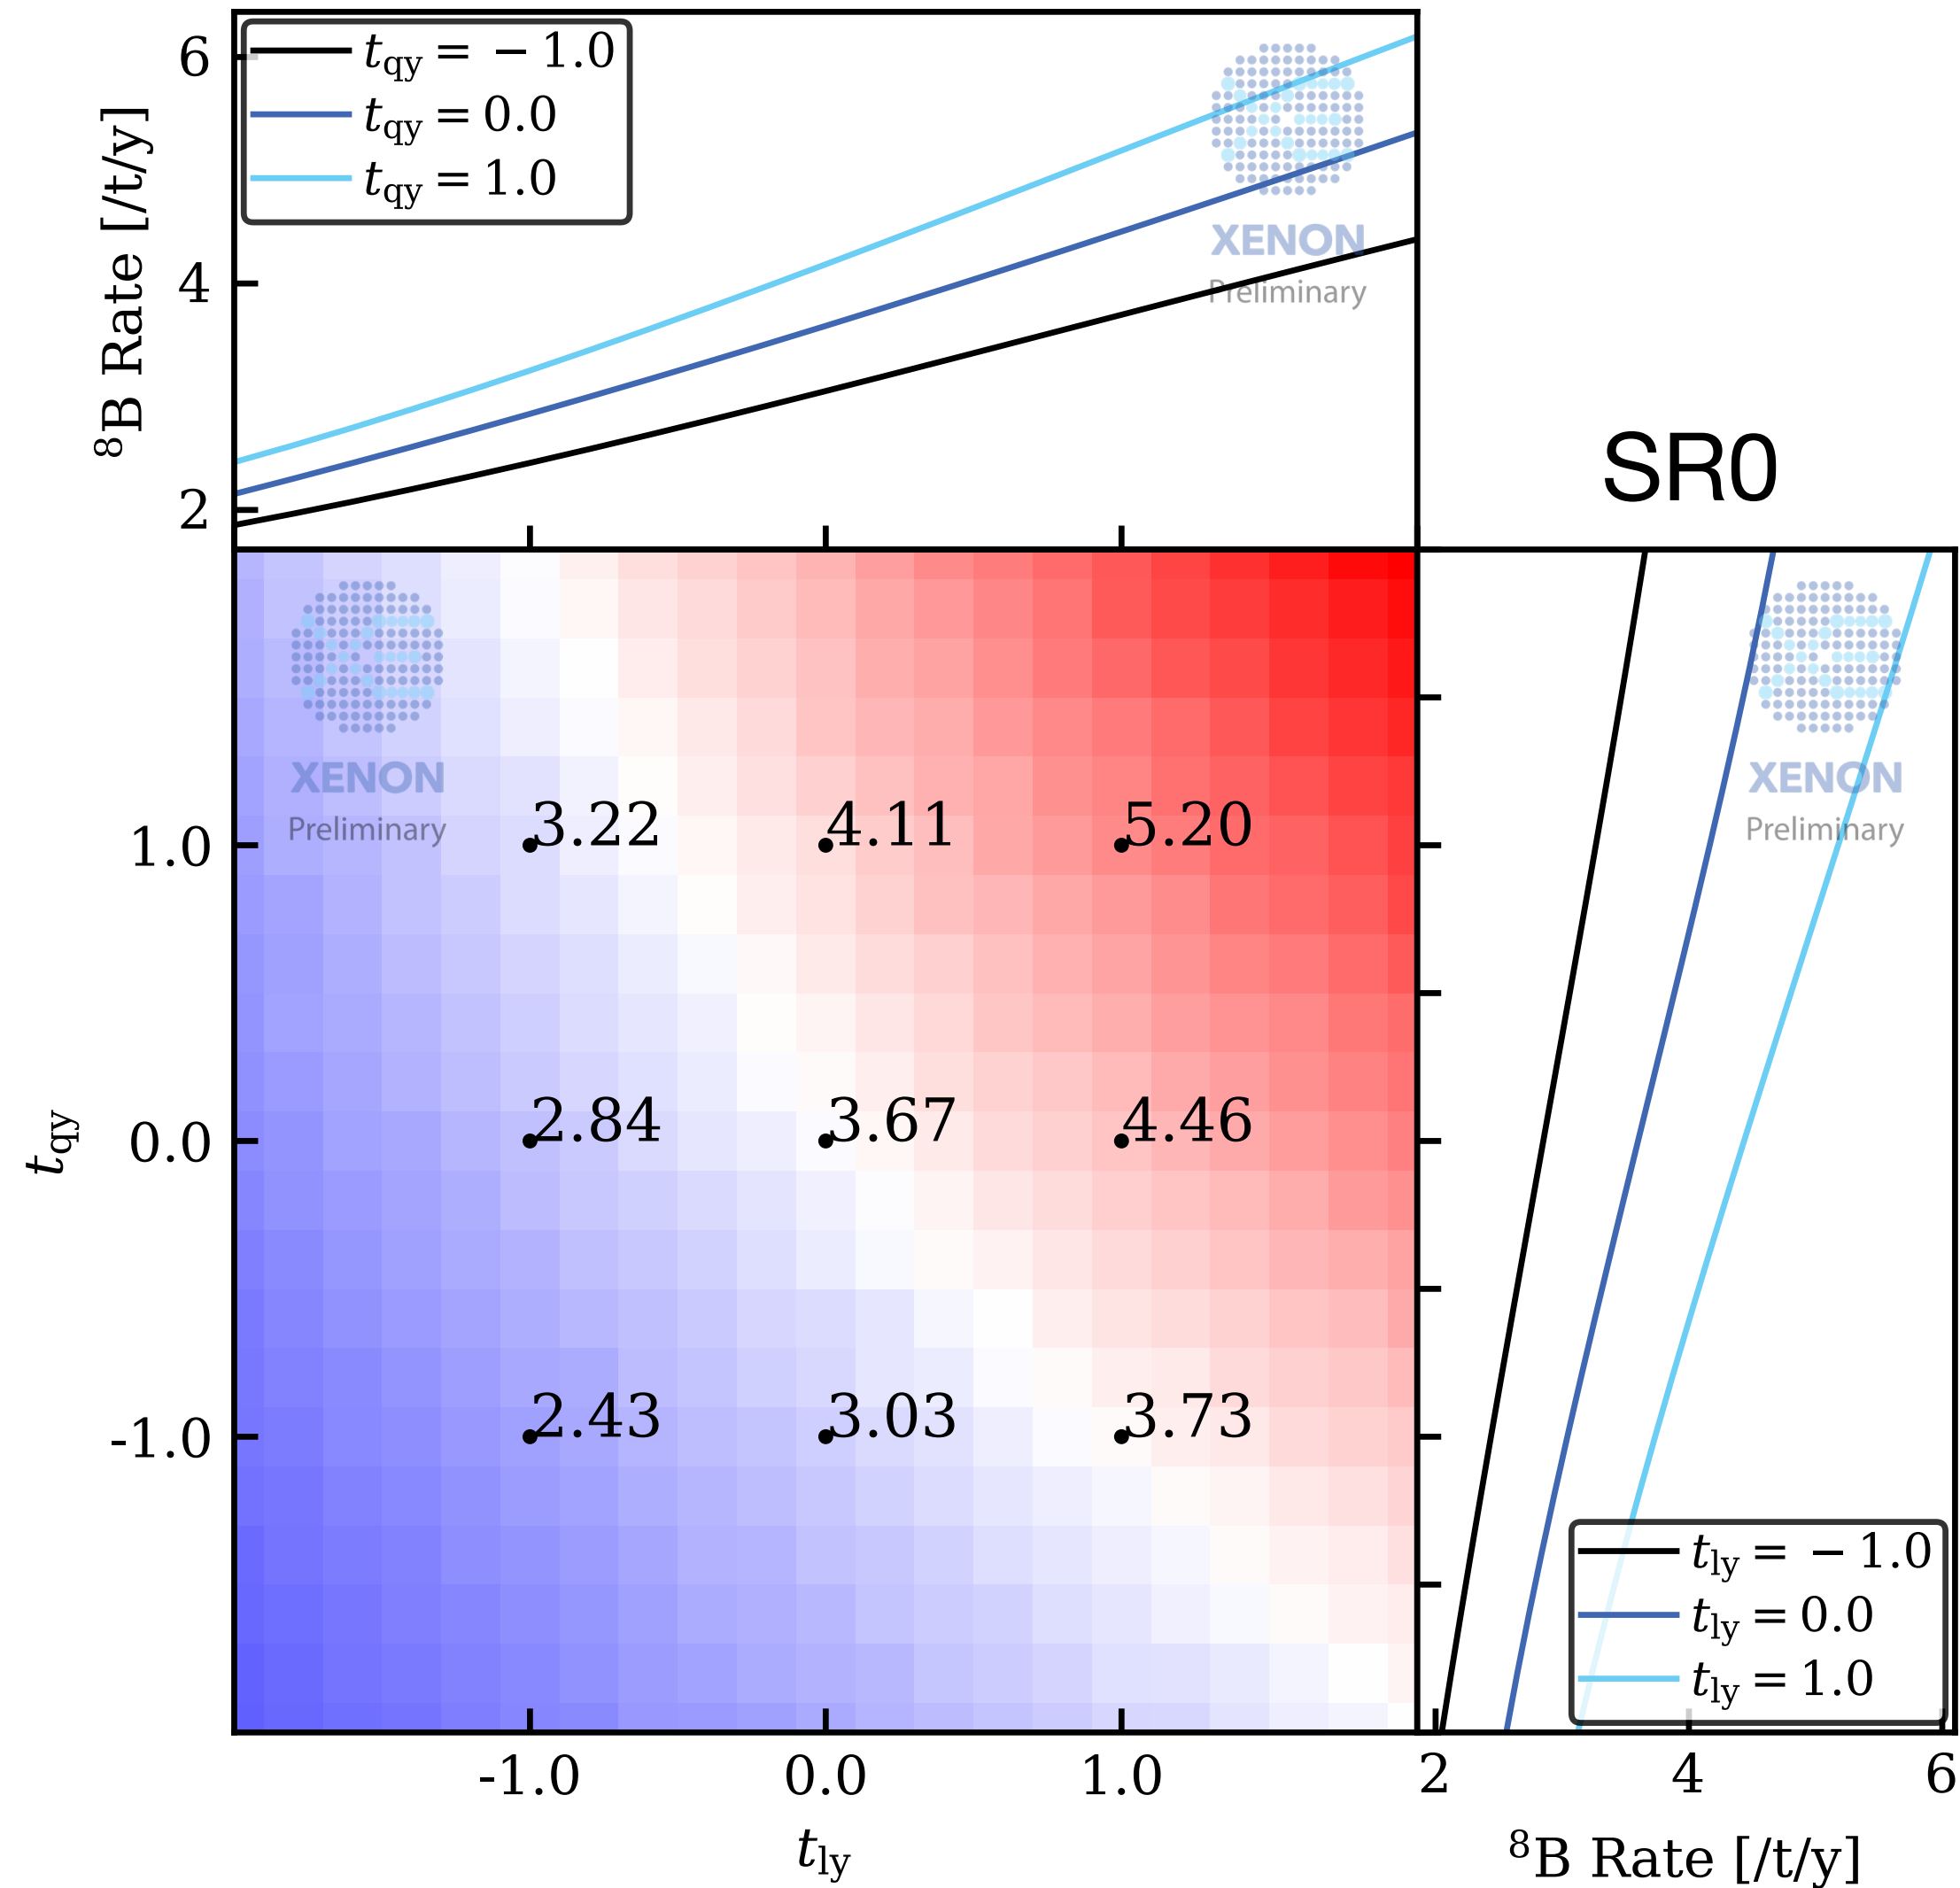 6
4
2
⁸B Rate [/t/y]
t_qy = −1.0
t_qy = 0.0
t_qy = 1.0
XENON
Preliminary
SR0
XENON
Preliminary
XENON
Preliminary
3.22 4.11 5.20
2.84 3.67 4.46
2.43 3.03 3.73
1.0
0.0
-1.0
t_qy
-1.0 0.0 1.0
t_ly
t_ly = −1.0
t_ly = 0.0
t_ly = 1.0
2 4 6
⁸B Rate [/t/y]